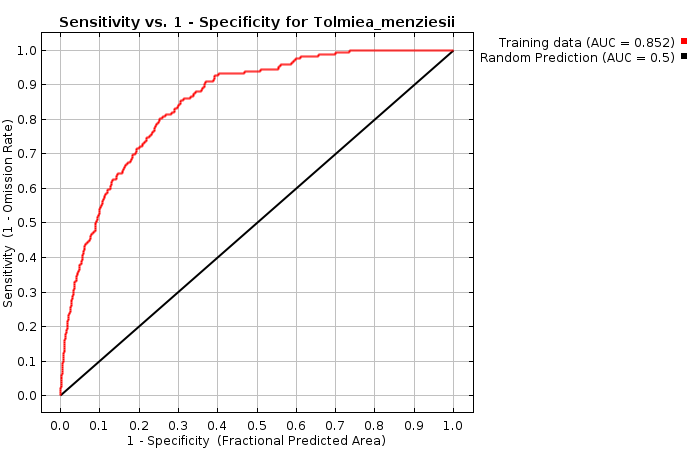 Sensitivity vs. 1 - Specificity for Tolmiea_menziesii
Training data (AUC = 0.852)
Random Prediction (AUC = 0.5)
Sensitivity (1 - Omission Rate)
1.0
0.9
0.8
0.7
0.6
0.5
0.4
0.3
0.2
0.1
0.0
0.0 0.1 0.2 0.3 0.4 0.5 0.6 0.7 0.8 0.9 1.0
1 - Specificity (Fractional Predicted Area)